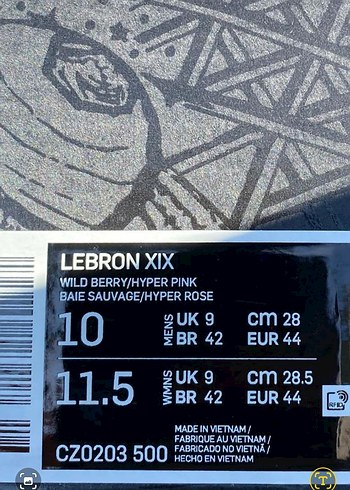 LEBRON XIX
WILD BERRY/HYPER PINK
BAIE SAUVAGE/HYPER ROSE
10 MENS UK 9 CM 28
BR 42 EUR 44
11.5 WMNS UK 9 CM 28.5
BR 42 EUR 44
CZ0203 500
MADE IN VIETNAM /
FABRIQUE AU VIETNAM /
FABRICADO NO VIETNÃ /
HECHO EN VIETNAM
RFID
T